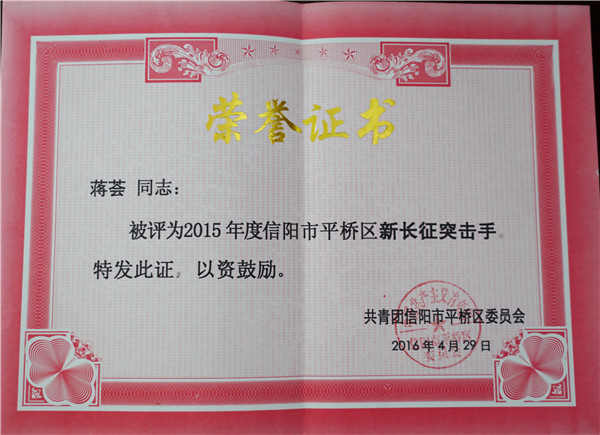 荣誉证书
蒋荟 同志：
被评为2015年度信阳市平桥区新长征突击手。
特发此证，以资鼓励。
共青团信阳市平桥区委员会
2016年4月29日